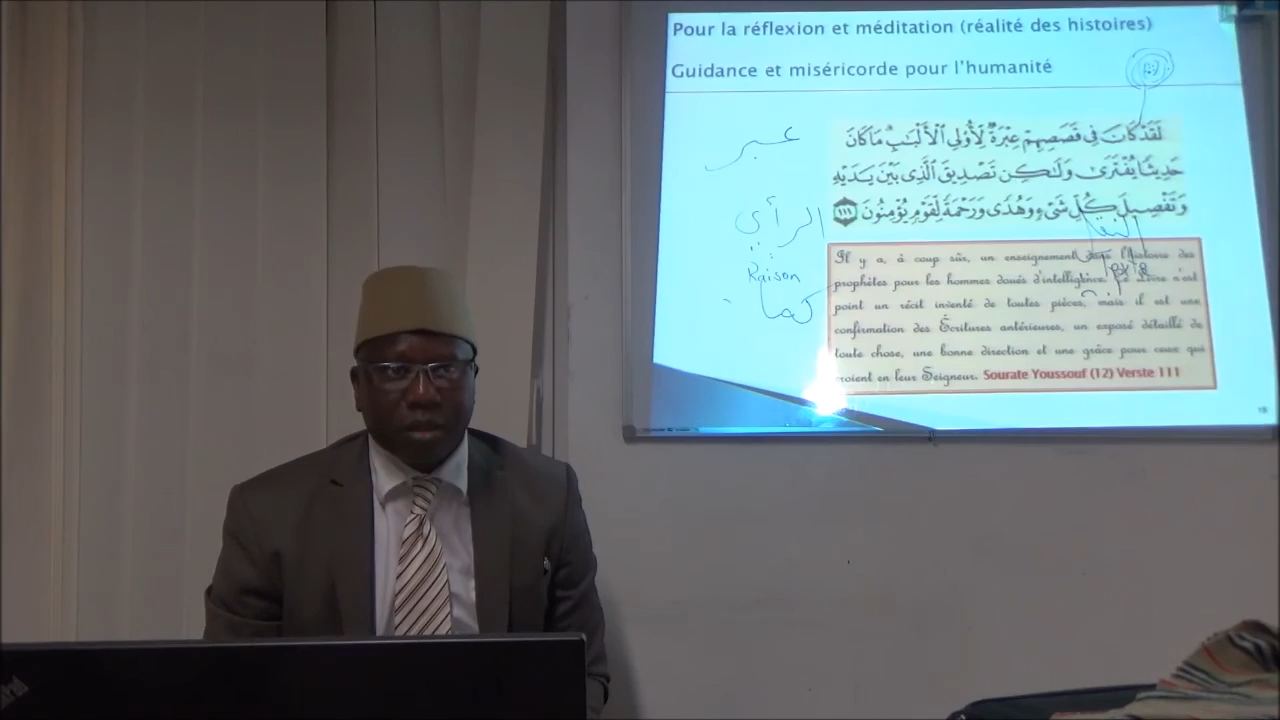 Pour la réflexion et méditation (réalité des histoires)
Guidance et miséricorde pour l'humanité
لَقَدْ كَانَ فِي قَصَصِهِمْ عِبْرَةٌ لِّأُوْلِي الْأَلْبَابِ ۗ مَا كَانَ
حَدِيثًا يُفْتَرَىٰ وَلَٰكِن تَصْدِيقَ الَّذِي بَيْنَ يَدَيْهِ
وَتَفْصِيلَ كُلِّ شَيْءٍ وَهُدًى وَرَحْمَةً لِّقَوْمٍ يُؤْمِنُونَ ١١١
عبر
الرأي
Raison
كما
Il y a, à coup sûr, un enseignement dans l'histoire des
prophètes pour les hommes doués d'intelligence. Ce Livre n'est
point un récit inventé de toutes pièces, mais il est une
confirmation des Écritures antérieures, un exposé détaillé de
toute chose, une bonne direction et une grâce pour ceux qui
croient en leur Seigneur. Sourate Youssouf (12) Verste 111